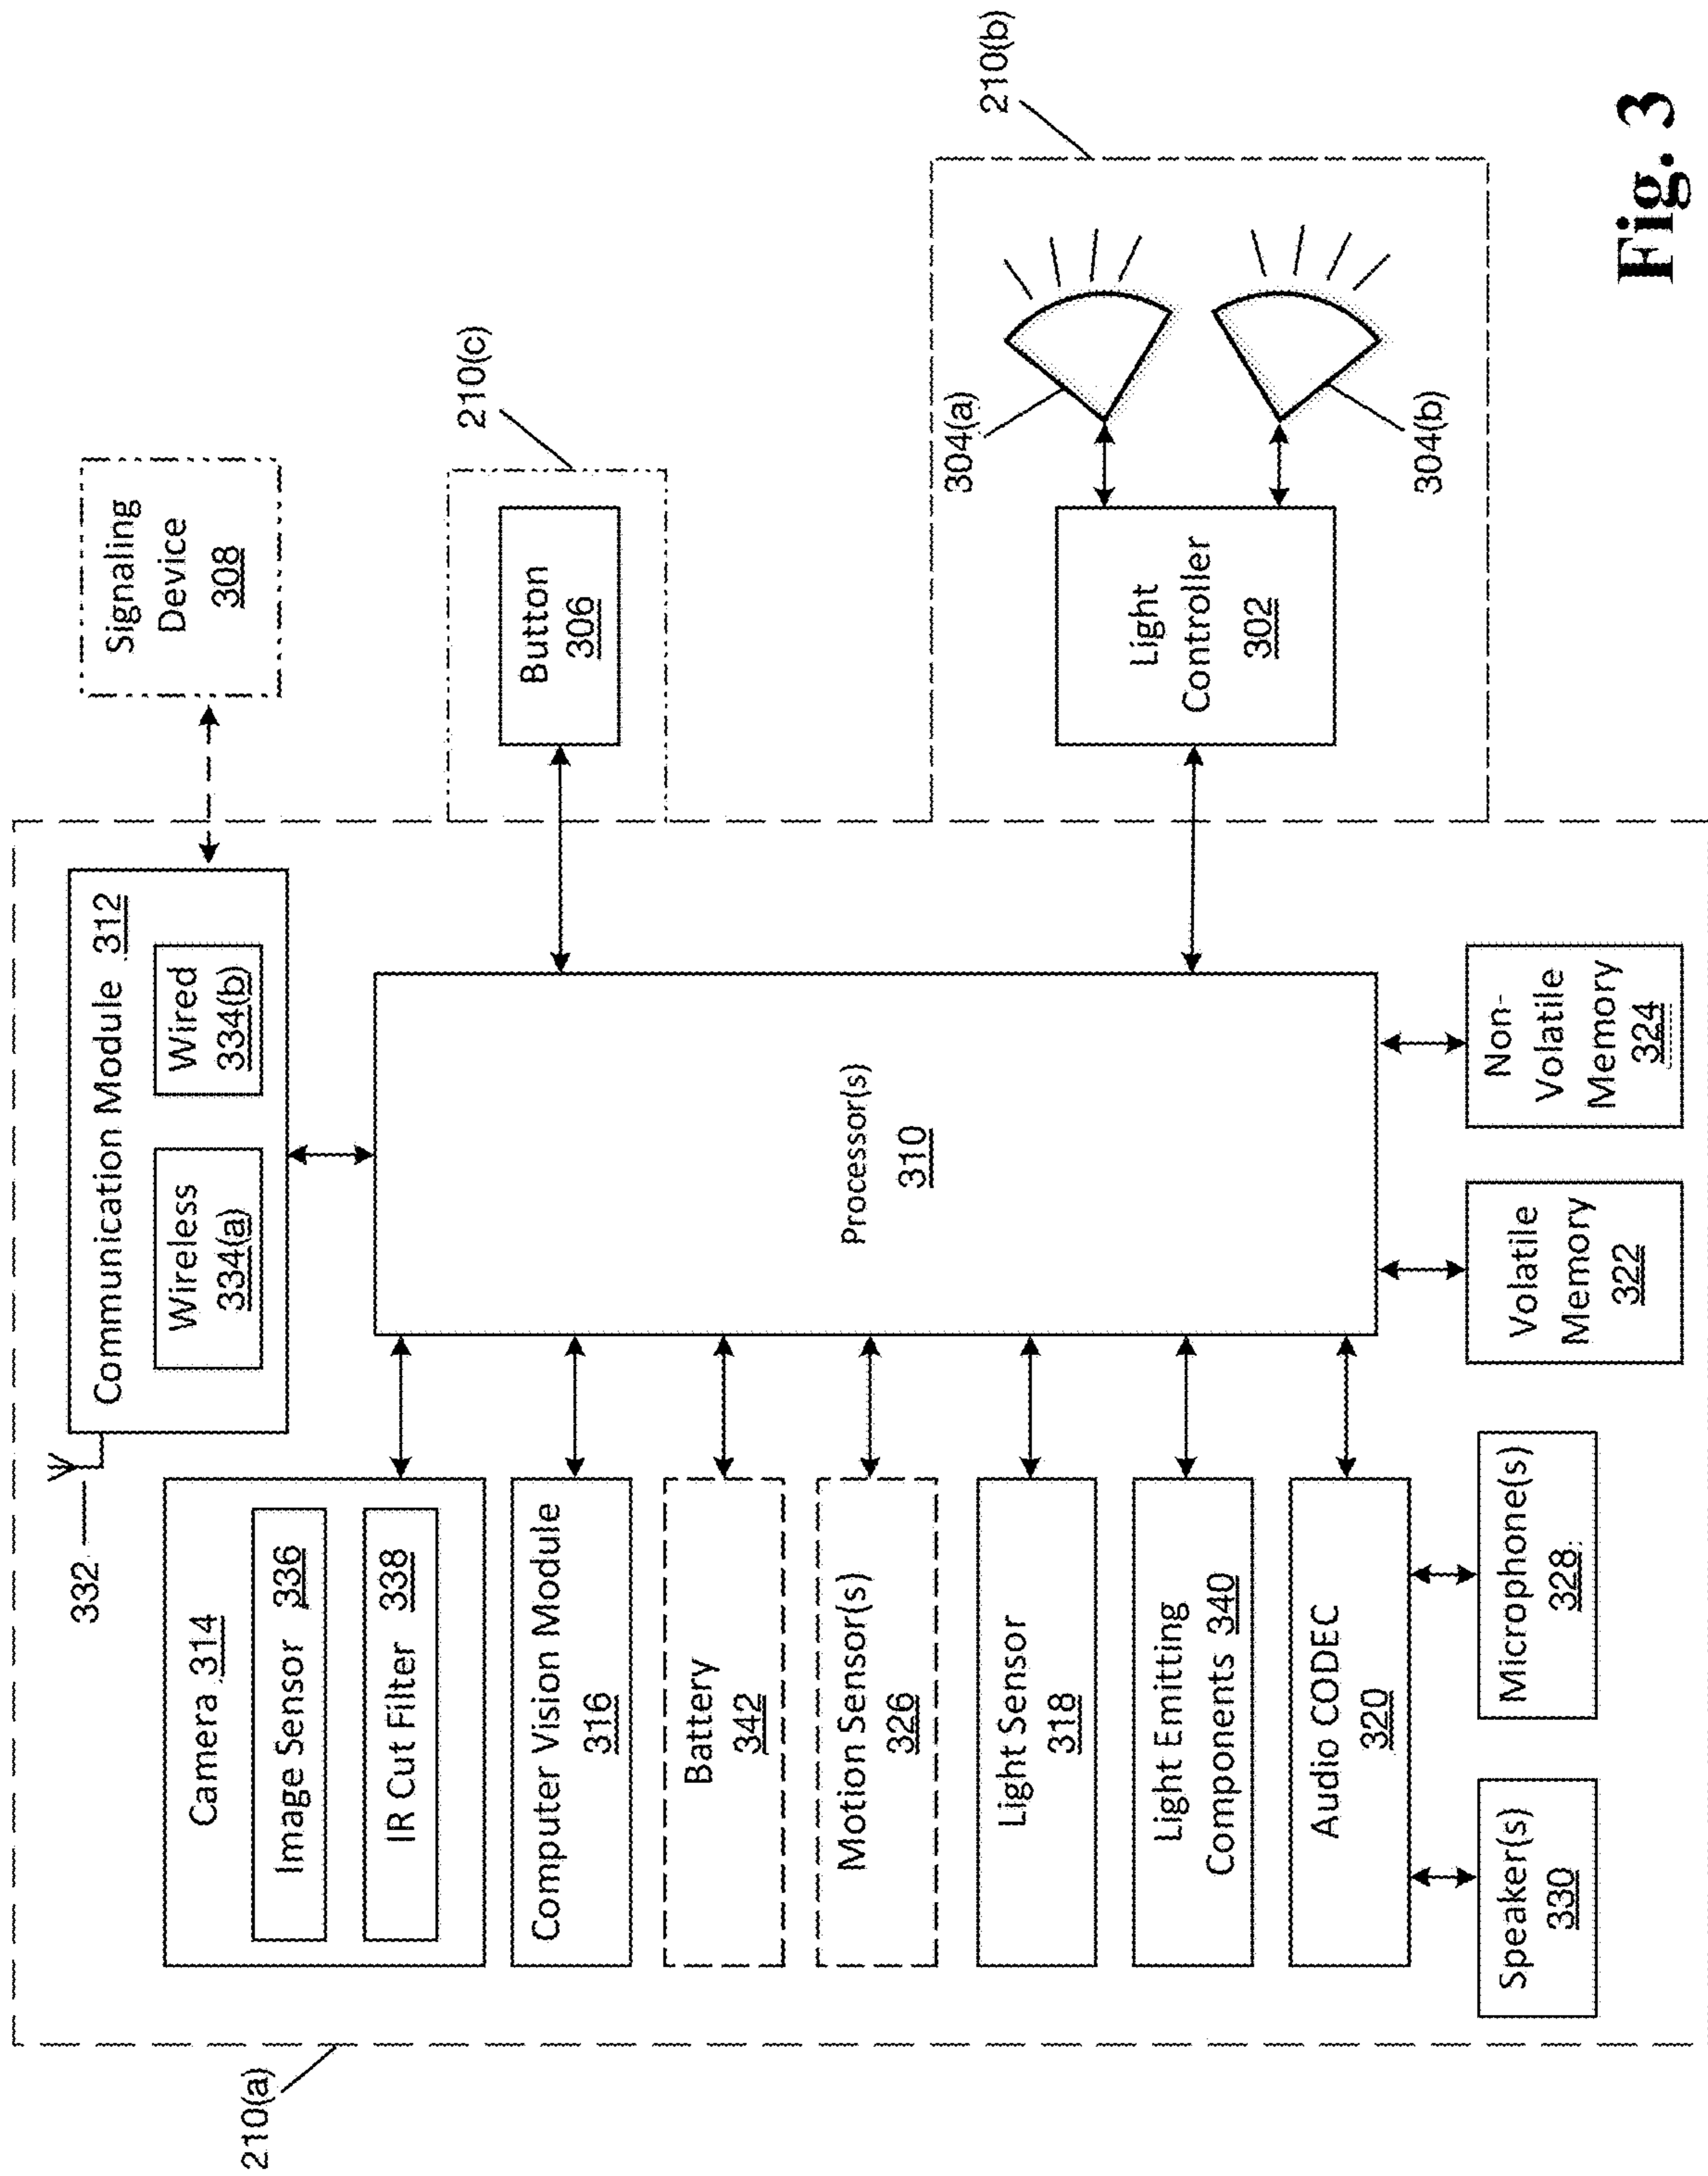 210(a)
332
Communication Module 312
Wireless
334(a)
Wired
334(b)
Signaling
Device
308
Camera 314
Image Sensor 336
IR Cut Filter 338
Computer Vision Module
316
Battery
342
Motion Sensor(s)
326
Light Sensor
318
Light Emitting
Components 340
Audio CODEC
320
Speaker(s)
330
Microphone(s)
328
Processor(s)
310
Volatile
Memory
322
Non-
Volatile
Memory
324
210(c)
Button
306
210(b)
Light
Controller
302
304(a)
304(b)
Fig. 3